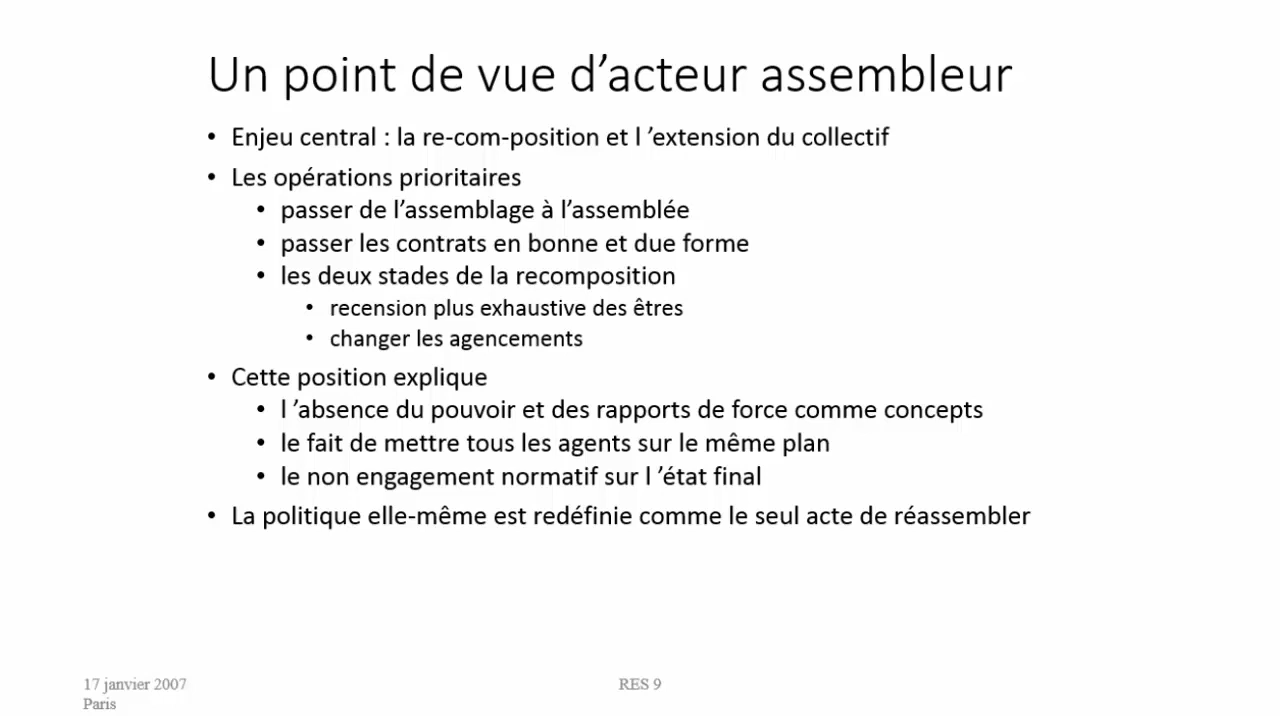 Un point de vue d’acteur assembleur
• Enjeu central : la re-com-position et l ’extension du collectif
• Les opérations prioritaires
• passer de l’assemblage à l’assemblée
• passer les contrats en bonne et due forme
• les deux stades de la recomposition
• recension plus exhaustive des êtres
• changer les agencements
• Cette position explique
• l ’absence du pouvoir et des rapports de force comme concepts
• le fait de mettre tous les agents sur le même plan
• le non engagement normatif sur l ’état final
• La politique elle-même est redéfinie comme le seul acte de réassembler
17 janvier 2007
Paris
RES 9